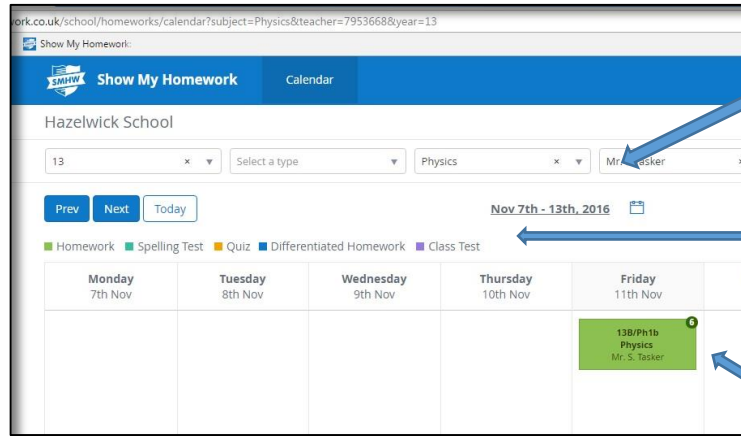 ork.co.uk/school/homeworks/calendar?subject=Physics&teacher=7953668&year=13
Show My Homework:
SMHW Show My Homework Calendar
Hazelwick School
13 × ▼ Select a type ▼ Physics × ▼ Mr. asker ×
Prev Next Today Nov 7th - 13th, 2016
Homework Spelling Test Quiz Differentiated Homework Class Test
Monday Tuesday Wednesday Thursday Friday
7th Nov 8th Nov 9th Nov 10th Nov 11th Nov
6
13B/Ph1b
Physics
Mr. S. Tasker